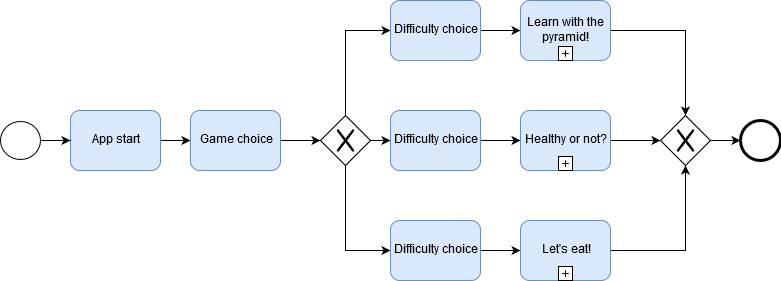 Difficulty choice
Learn with the
pyramid!
App start
Game choice
Difficulty choice
Healthy or not?
Difficulty choice
Let's eat!